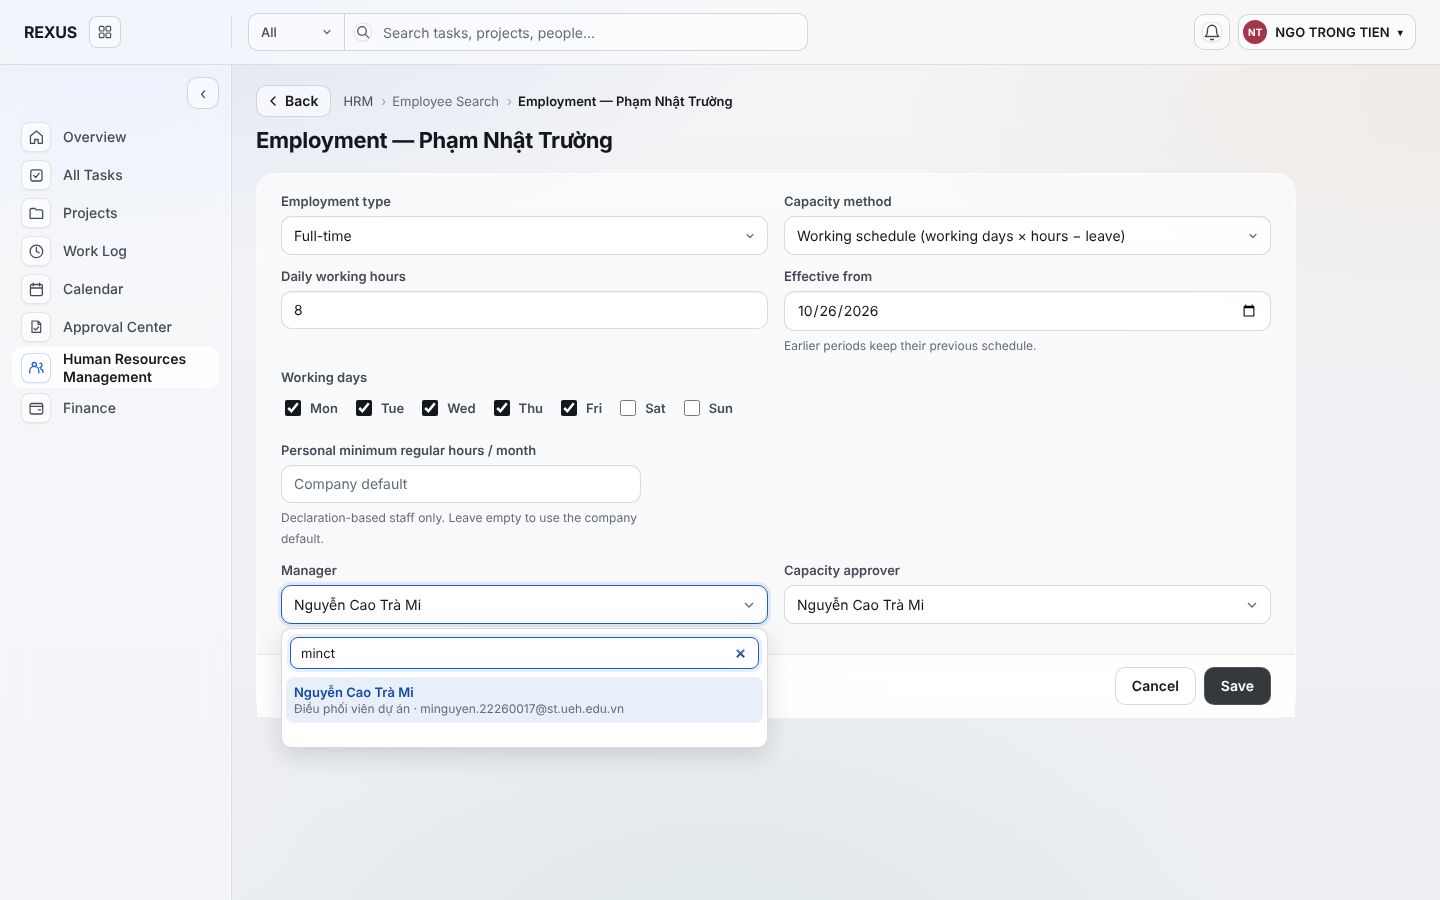 REXUS
All
Search tasks, projects, people...
NT
NGO TRONG TIEN
Overview
All Tasks
Projects
Work Log
Calendar
Approval Center
Human Resources
Management
Finance
Back
HRM › Employee Search › Employment — Phạm Nhật Trường
Employment — Phạm Nhật Trường
Employment type
Capacity method
Full-time
Working schedule (working days × hours − leave)
Daily working hours
Effective from
8
10/26/2026
Earlier periods keep their previous schedule.
Working days
Mon Tue Wed Thu Fri Sat Sun
Personal minimum regular hours / month
Company default
Declaration-based staff only. Leave empty to use the company
default.
Manager
Capacity approver
Nguyễn Cao Trà Mi
Nguyễn Cao Trà Mi
minct
Nguyễn Cao Trà Mi
Điều phối viên dự án · minguyen.22260017@st.ueh.edu.vn
Cancel
Save